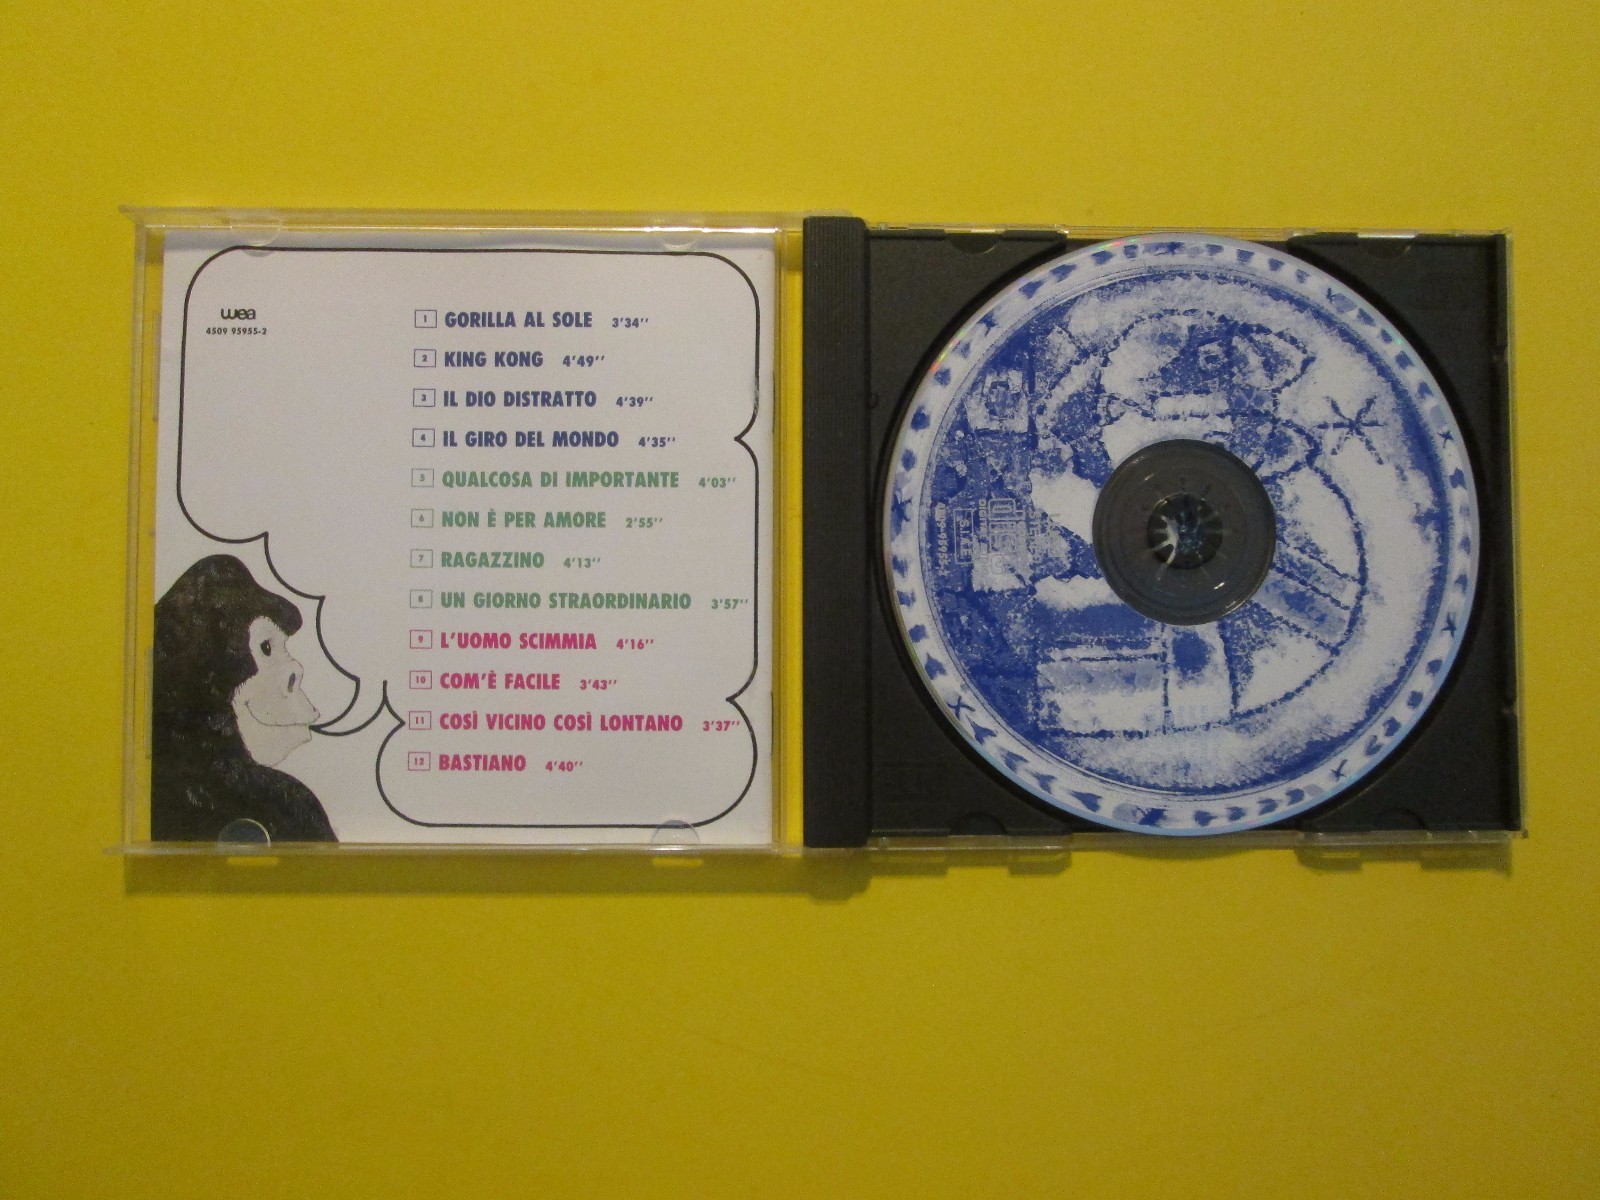 wea
4509 95955-2
1 GORILLA AL SOLE 3'34''
2 KING KONG 4'49''
3 IL DIO DISTRATTO 4'39''
4 IL GIRO DEL MONDO 4'35''
5 QUALCOSA DI IMPORTANTE 4'03''
6 NON È PER AMORE 2'55''
7 RAGAZZINO 4'13''
8 UN GIORNO STRAORDINARIO 3'57''
9 L'UOMO SCIMMIA 4'16''
10 COM'È FACILE 3'43''
11 COSÌ VICINO COSÌ LONTANO 3'37''
12 BASTIANO 4'40''
S.I.A.E.